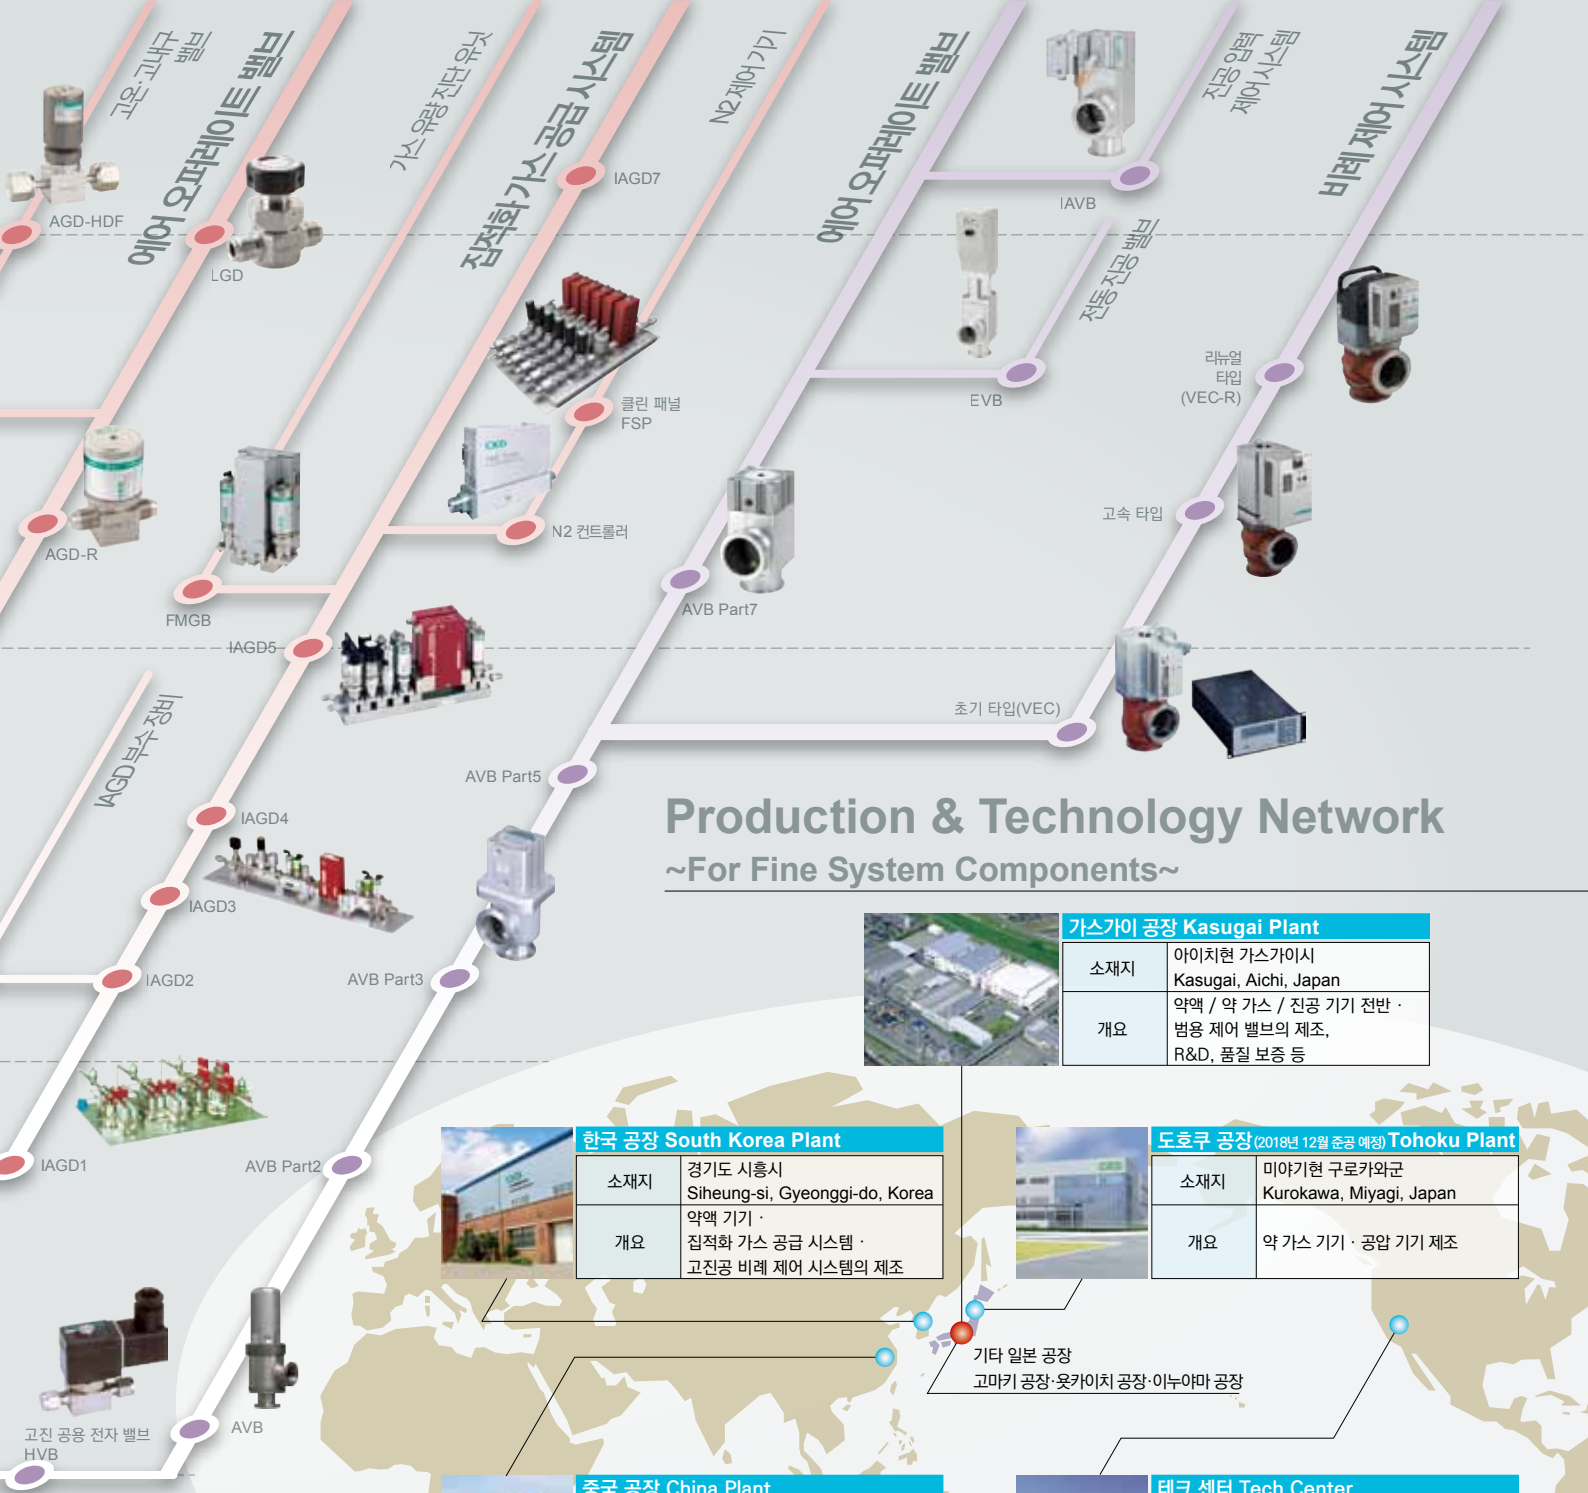 고온·고내구
밸브
에어 오퍼레이트 밸브
가스 유량 진단 유닛
집적화 가스 공급 시스템
N2 제어 기기
에어 오퍼레이트 밸브
진공 압력
제어 시스템
비례 제어 시스템
AGD-HDF
LGD
IAGD7
IAVB
전동 진공 밸브
리뉴얼
타입
(VEC-R)
EVB
클린 패널
FSP
CKD
고속 타입
N2 컨트롤러
AGD-R
AVB Part7
FMGB
IAGD5
IAGD 부수 장비
초기 타입(VEC)
AVB Part5
IAGD4
IAGD3
IAGD2
AVB Part3
IAGD1
AVB Part2
AVB
고진 공용 전자 밸브
HVB
Production & Technology Network
~For Fine System Components~
가스가이 공장 Kasugai Plant
소재지
아이치현 가스가이시
Kasugai, Aichi, Japan
개요
약액 / 약 가스 / 진공 기기 전반 ·
범용 제어 밸브의 제조,
R&D, 품질 보증 등
한국 공장 South Korea Plant
소재지
경기도 시흥시
Siheung-si, Gyeonggi-do, Korea
개요
약액 기기 ·
집적화 가스 공급 시스템 ·
고진공 비례 제어 시스템의 제조
도호쿠 공장(2018년 12월 준공 예정) Tohoku Plant
소재지
미야기현 구로카와군
Kurokawa, Miyagi, Japan
개요
약 가스 기기 · 공압 기기 제조
기타 일본 공장
고마키 공장·욧카이치 공장·이누야마 공장
중국 공장 China Plant
테크 센터 Tech Center